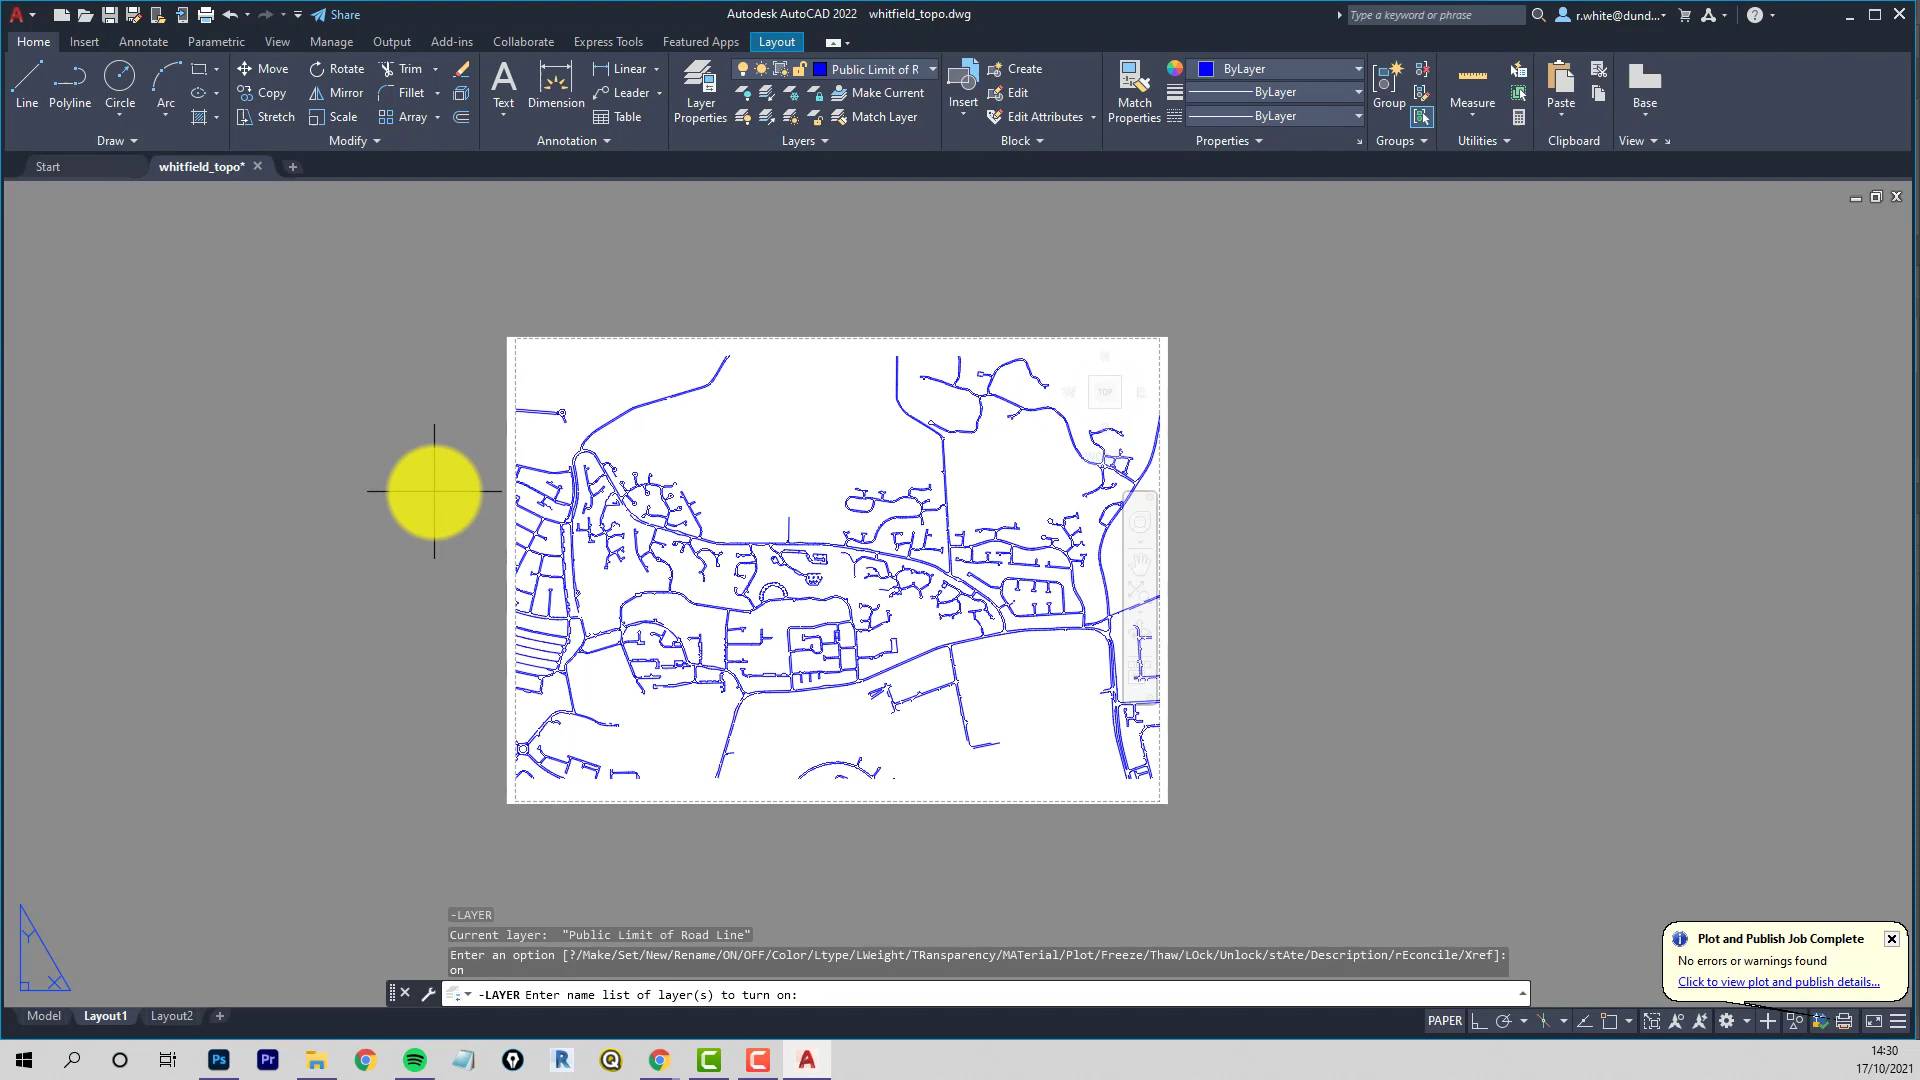 Share
Autodesk AutoCAD 2022 whitfield_topo.dwg
Type a keyword or phrase
r.white@dund...
Home Insert Annotate Parametric View Manage Output Add-ins Collaborate Express Tools Featured Apps Layout
Line Polyline Circle Arc
Move Rotate Trim
Copy Mirror Fillet
Stretch Scale Array
Text Dimension
Linear
Leader
Table
Layer Properties
Public Limit of R
Make Current
Match Layer
Insert
Create
Edit
Edit Attributes
Match Properties
ByLayer
ByLayer
ByLayer
Group Measure Paste Base
Draw Modify Annotation Layers Block Properties Groups Utilities Clipboard View
Start whitfield_topo*
TOP
Y
X
-LAYER
Current layar: "Public Limit of Road Line"
Enter an option [?/Make/Set/New/Rename/ON/OFF/Color/Ltype/LWeight/TRansparency/MATerial/Plot/Freeze/Thaw/LOck/Unlock/stAte/Description/rEconcile/Xref]:
on
-LAYER Enter name list of layer(s) to turn on:
Plot and Publish Job Complete
No errors or warnings found
Click to view plot and publish details...
Model Layout1 Layout2
PAPER
Ps Pr R Q C C A
14:30
17/10/2021